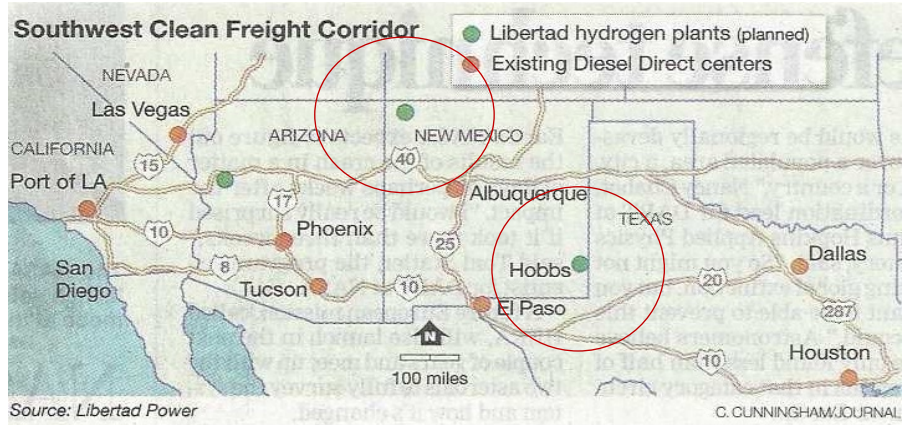 Southwest Clean Freight Corridor
Libertad hydrogen plants (planned)
Existing Diesel Direct centers
NEVADA
Las Vegas
CALIFORNIA
ARIZONA
NEW MEXICO
15
40
Port of LA
17
Albuquerque
TEXAS
10
Phoenix
25
San
Diego
8
Tucson
10
Hobbs
El Paso
20
Dallas
287
N
100 miles
10
Houston
Source: Libertad Power
C. CUNNINGHAM/JOURNAL